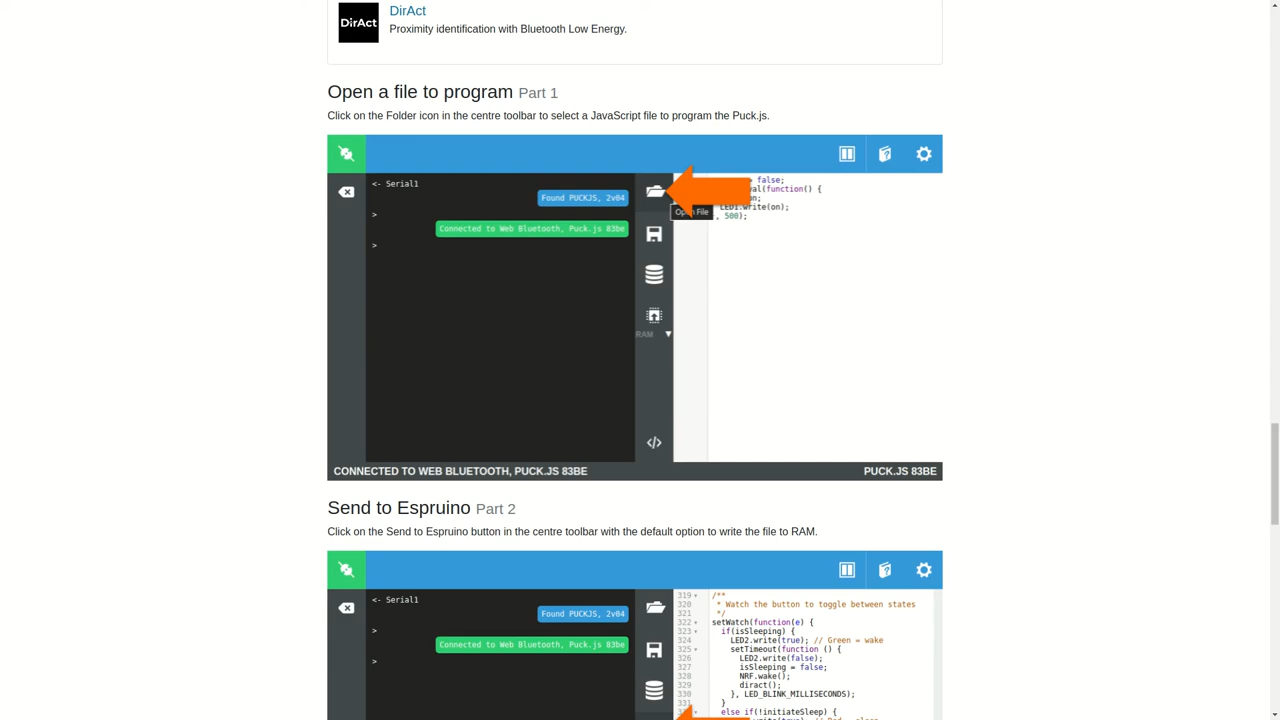 DirAct
DirAct
Proximity identification with Bluetooth Low Energy.
Open a file to program Part 1
Click on the Folder icon in the centre toolbar to select a JavaScript file to program the Puck.js.
<- Serial1
Found PUCKJS, 2v04
>
Connected to Web Bluetooth, Puck.js 83be
>
Open File
RAM
= false;
val(function() {
LED1.write(on);
, 500);
</>
CONNECTED TO WEB BLUETOOTH, PUCK.JS 83BE
PUCK.JS 83BE
Send to Espruino Part 2
Click on the Send to Espruino button in the centre toolbar with the default option to write the file to RAM.
<- Serial1
Found PUCKJS, 2v04
>
Connected to Web Bluetooth, Puck.js 83be
>
319 /**
320 * Watch the button to toggle between states
321 */
322 setWatch(function(e) {
323 if(isSleeping) {
324 LED2.write(true); // Green = wake
325 setTimeout(function () {
326 LED2.write(false);
327 isSleeping = false;
328 NRF.wake();
329 diract();
330 }, LED_BLINK_MILLISECONDS);
331 }
else if(!initiateSleep) {